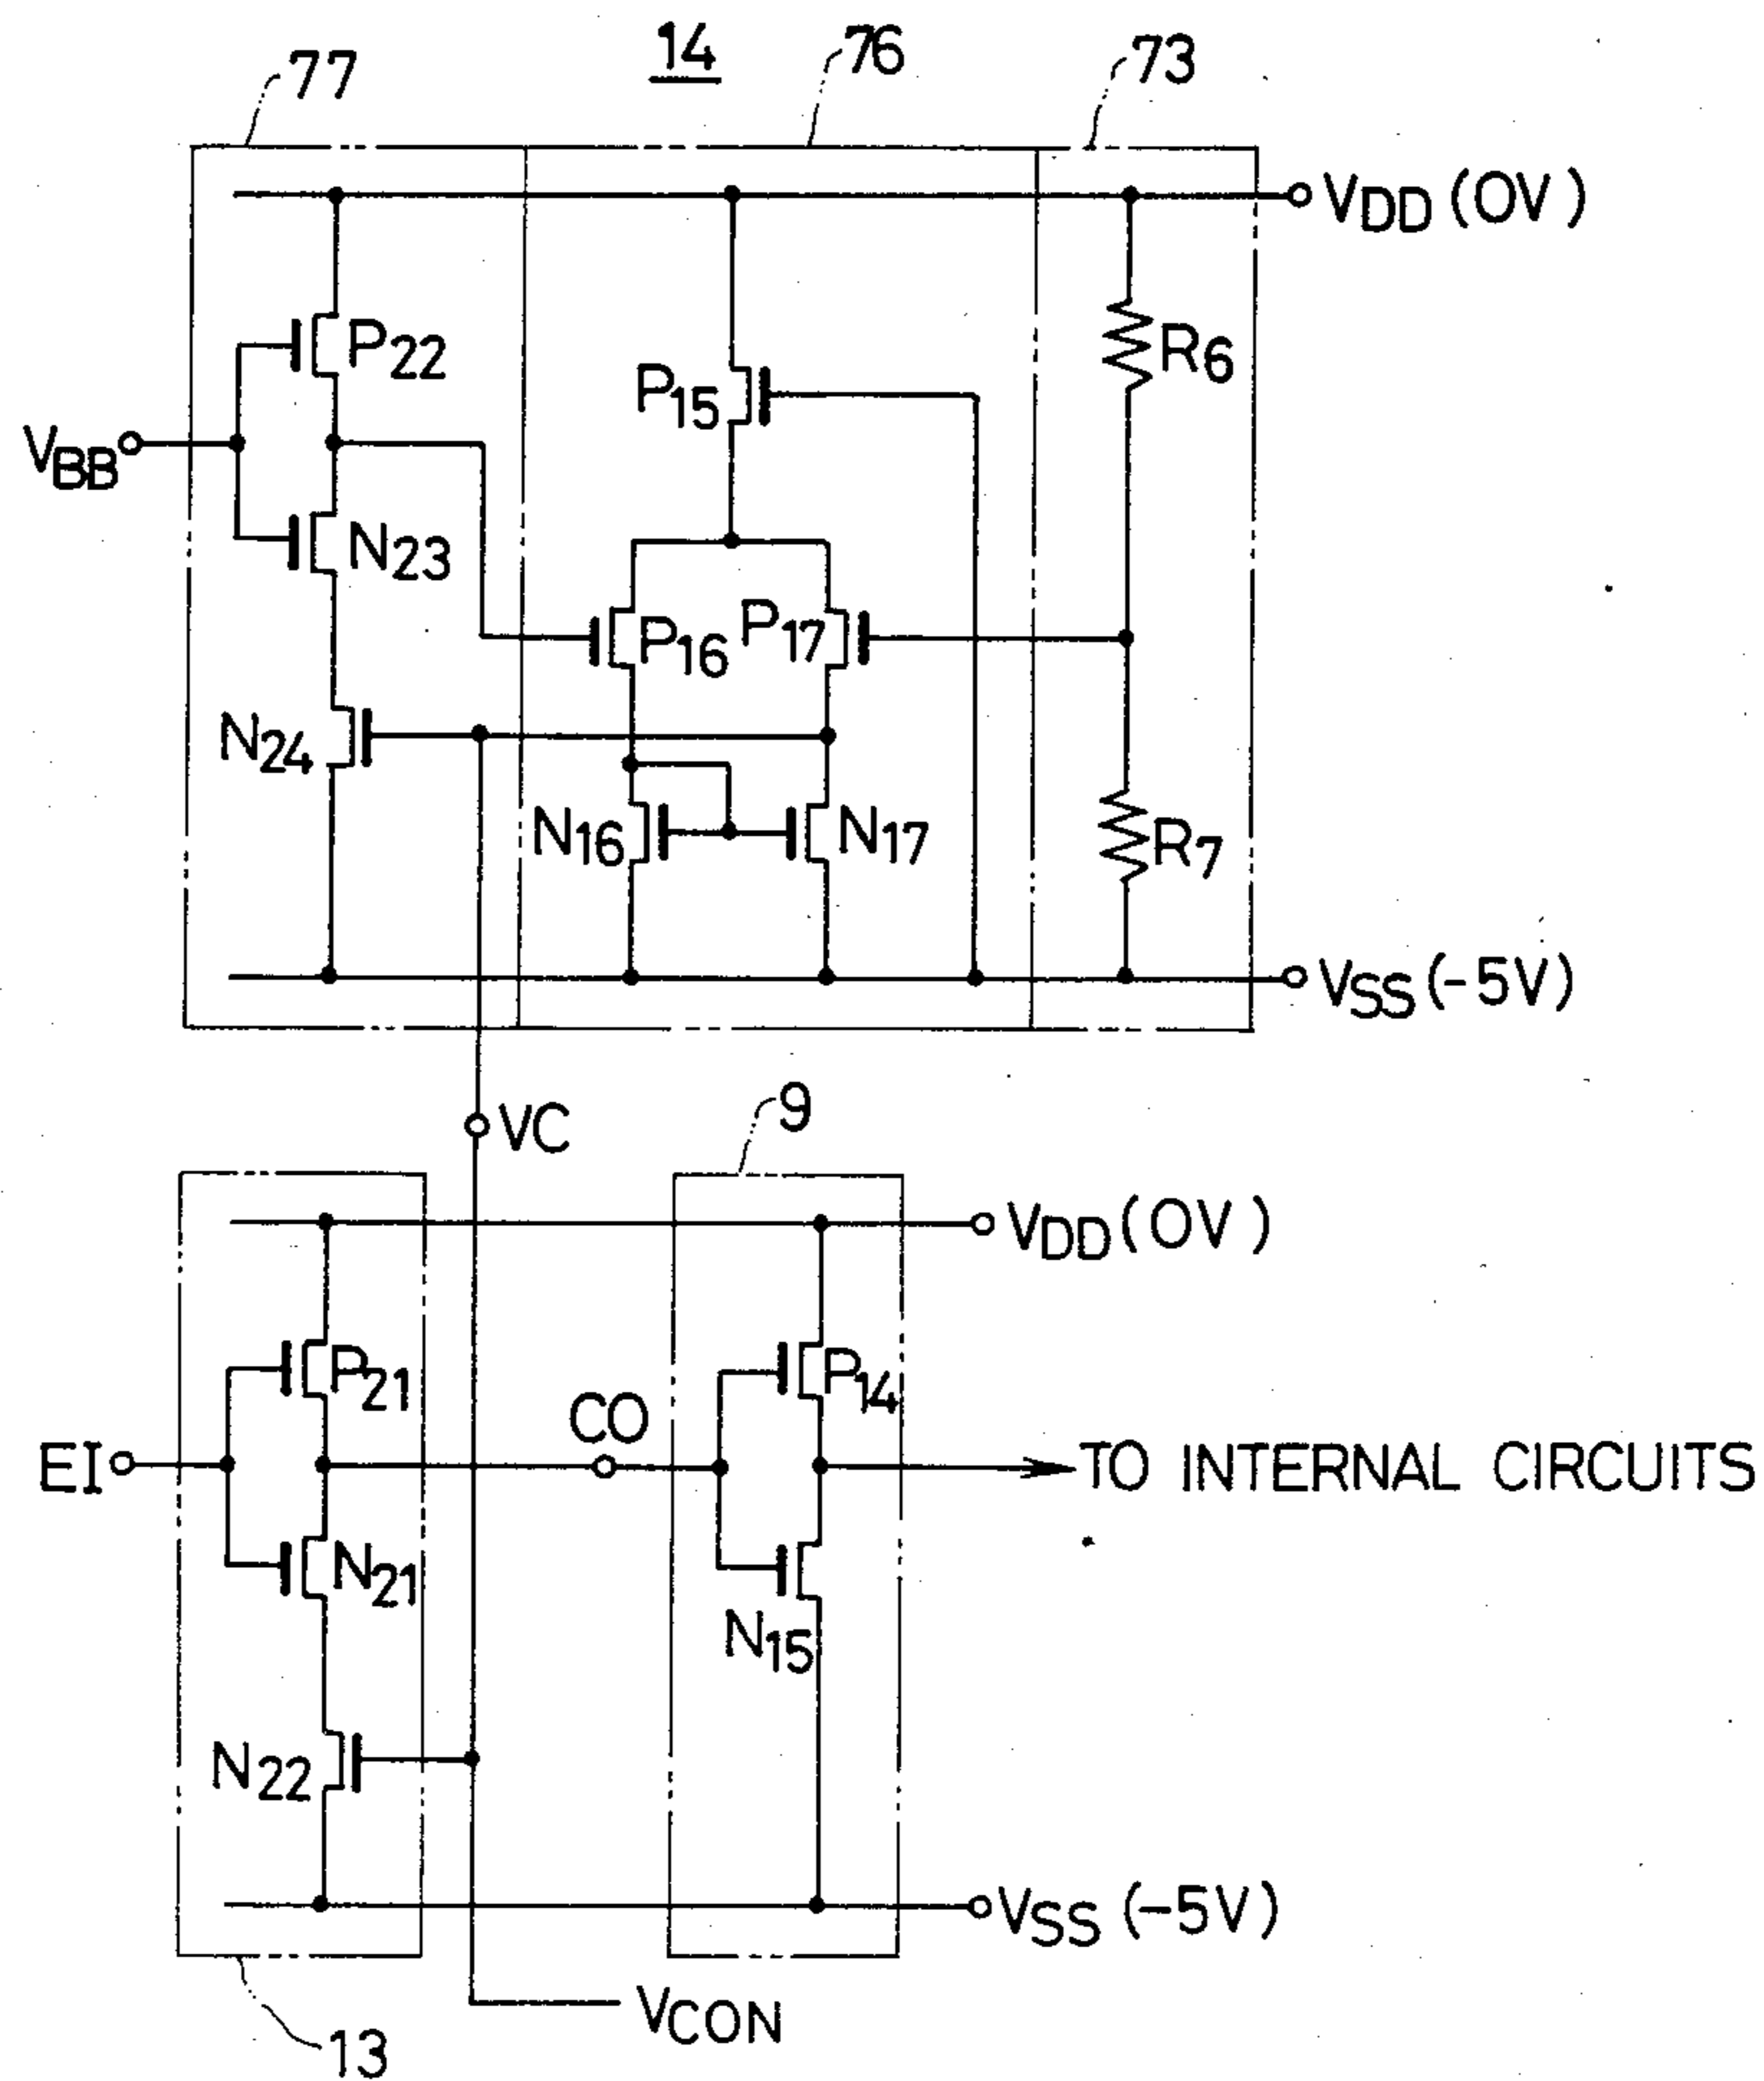 14
77
76
73
VDD (0V)
P22
P15
R6
VBB
N23
P16
P17
N24
N16
N17
R7
VSS (-5V)
VC
9
VDD (0V)
P21
P14
CO
EI
TO INTERNAL CIRCUITS
N21
N15
N22
VSS (-5V)
VCON
13